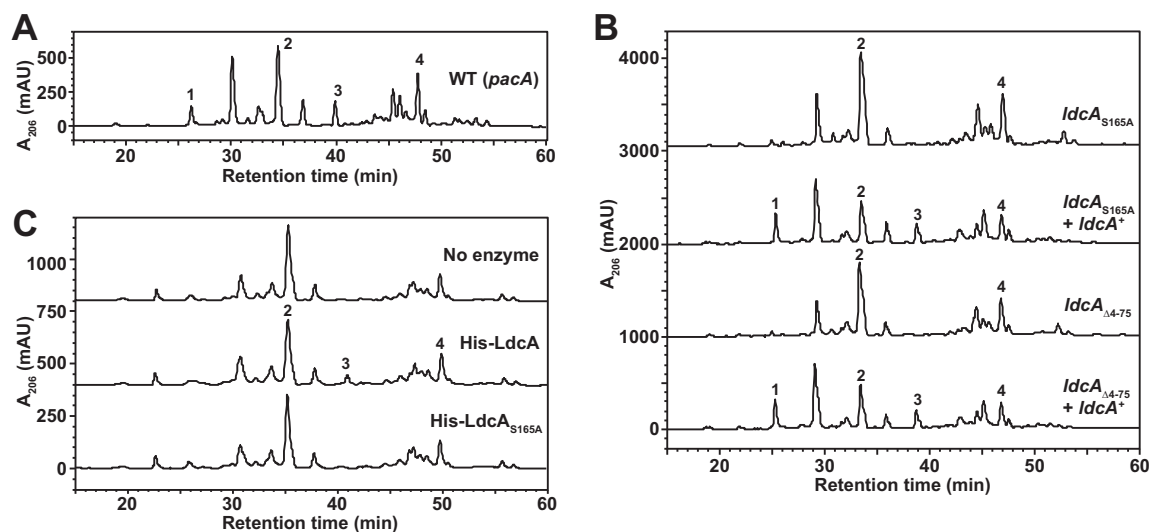 A
500
250
0
A206 (mAU)
1
2
3
4
WT (pacA)
20 30 40 50 60
Retention time (min)
B
4000
3000
2000
1000
0
A206 (mAU)
2
4
ldcAS165A
1
2
3
4
ldcAS165A
+ ldcA+
2
4
ldcAΔ4-75
1
2
3
4
ldcAΔ4-75
+ ldcA+
20 30 40 50 60
Retention time (min)
C
1000
750
500
250
0
A206 (mAU)
No enzyme
2
3
4
His-LdcA
His-LdcAS165A
20 30 40 50 60
Retention time (min)